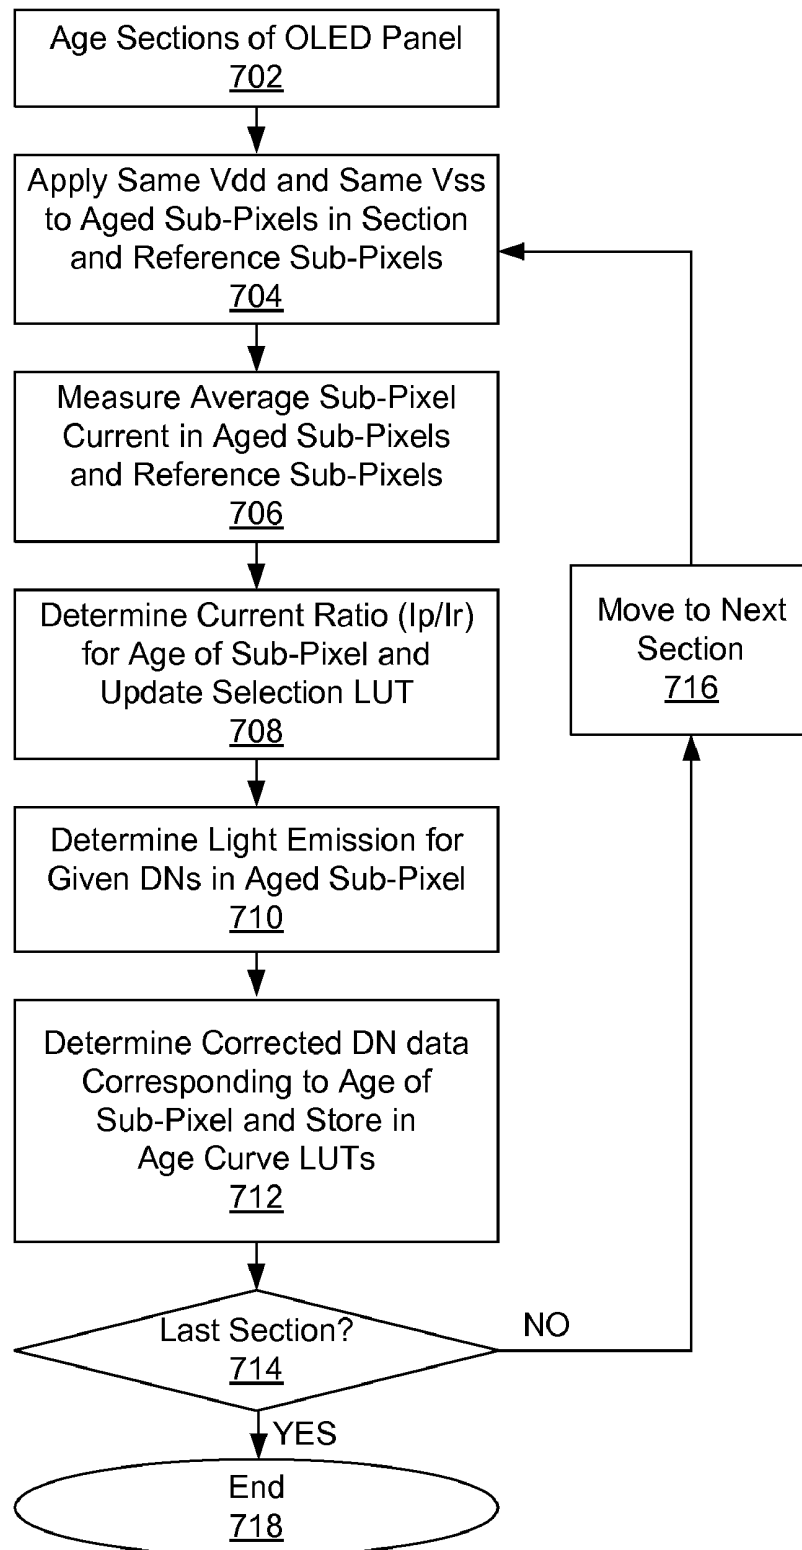 Age Sections of OLED Panel
702
Apply Same Vdd and Same Vss
to Aged Sub-Pixels in Section
and Reference Sub-Pixels
704
Measure Average Sub-Pixel
Current in Aged Sub-Pixels
and Reference Sub-Pixels
706
Determine Current Ratio (Ip/Ir)
for Age of Sub-Pixel and
Update Selection LUT
708
Move to Next
Section
716
Determine Light Emission for
Given DNs in Aged Sub-Pixel
710
Determine Corrected DN data
Corresponding to Age of
Sub-Pixel and Store in
Age Curve LUTs
712
Last Section?
714
NO
YES
End
718